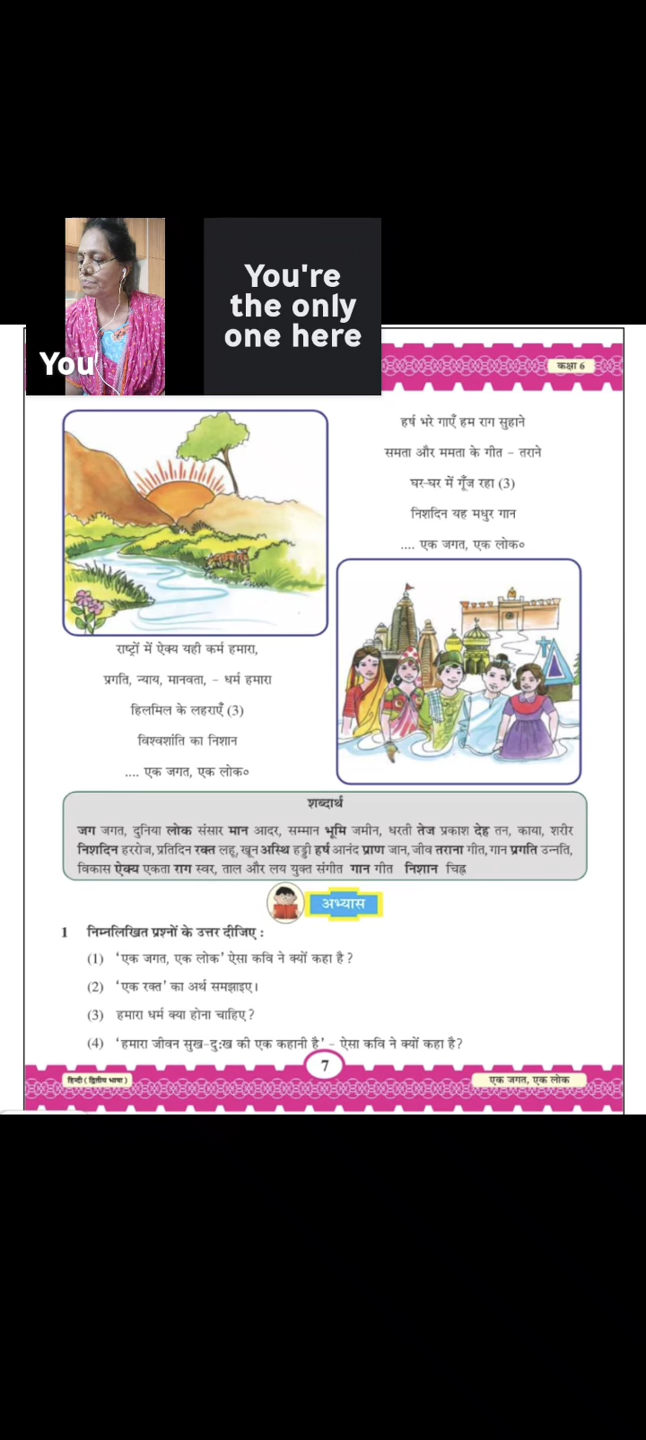 You're
the only
one here
You
कक्षा 6
हर्ष भरे गाएँ हम राग सुहाने
समता और ममता के गीत - तराने
घर-घर में गूँज रहा (3)
निशदिन यह मधुर गान
.... एक जगत, एक लोक०
राष्ट्रों में ऐक्य यही कर्म हमारा,
प्रगति, न्याय, मानवता, - धर्म हमारा
हिलमिल के लहराएँ (3)
विश्वशांति का निशान
.... एक जगत, एक लोक०
शब्दार्थ
जग जगत, दुनिया लोक संसार मान आदर, सम्मान भूमि जमीन, धरती तेज प्रकाश देह तन, काया, शरीर
निशदिन हररोज, प्रतिदिन रक्त लहू, खून अस्थि हड्डी हर्ष आनंद प्राण जान, जीव तराना गीत, गान प्रगति उन्नति,
विकास ऐक्य एकता राग स्वर, ताल और लय युक्त संगीत गान गीत निशान चिह्न
अभ्यास
1 निम्नलिखित प्रश्नों के उत्तर दीजिए :
(1) 'एक जगत, एक लोक' ऐसा कवि ने क्यों कहा है ?
(2) 'एक रक्त' का अर्थ समझाइए।
(3) हमारा धर्म क्या होना चाहिए ?
(4) 'हमारा जीवन सुख-दुःख की एक कहानी है' - ऐसा कवि ने क्यों कहा है?
हिन्दी ( द्वितीय भाषा )
7
एक जगत, एक लोक